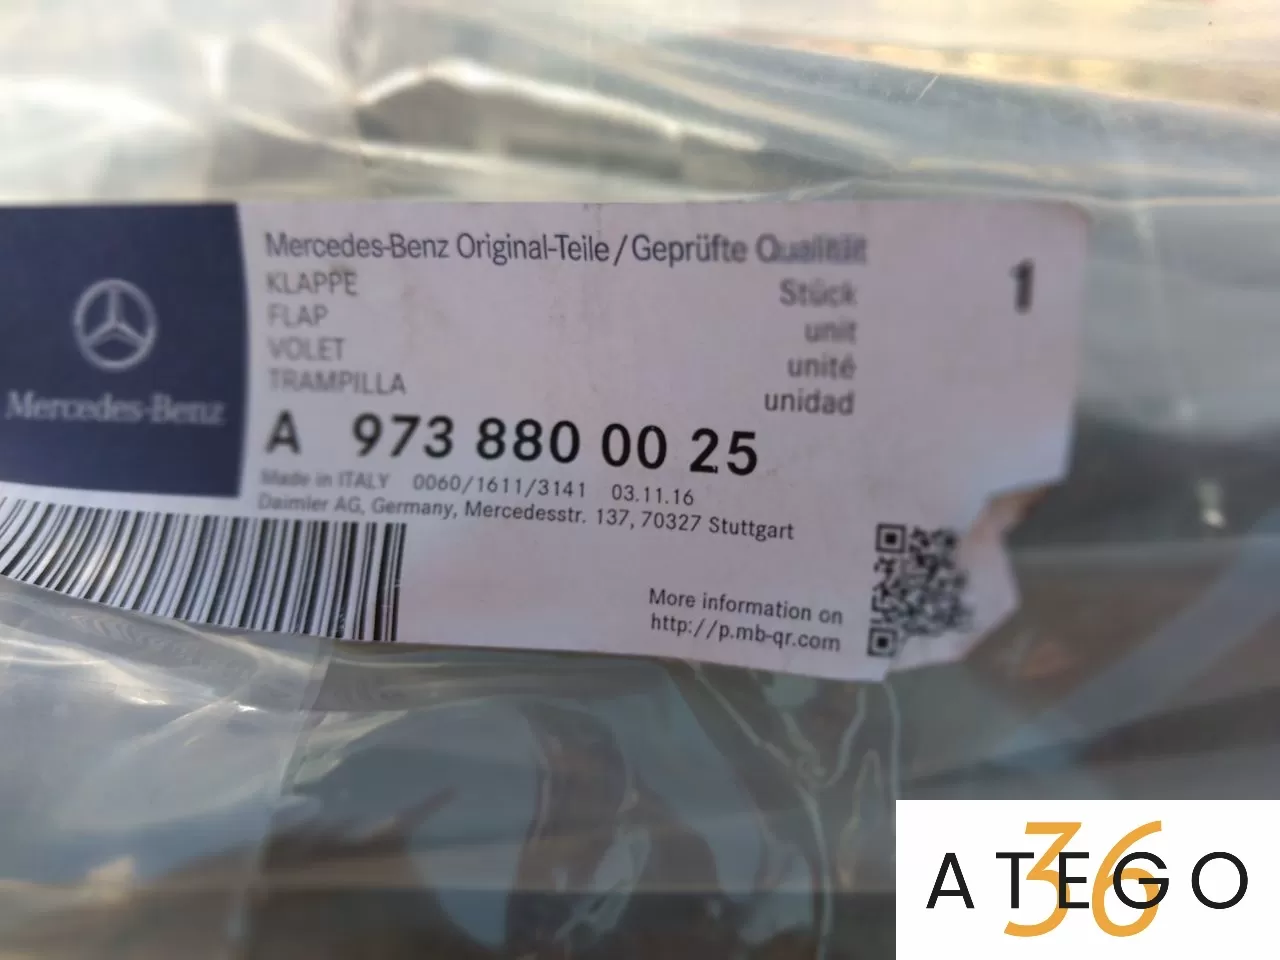 Mercedes-Benz Original-Teile / Geprüfte Qualität
KLAPPE
FLAP
VOLET
TRAMPILLA
Stück
unit
unité
unidad
1
Mercedes-Benz
A 973 880 00 25
Made in ITALY 0060/1611/3141 03.11.16
Daimler AG, Germany, Mercedesstr. 137, 70327 Stuttgart
More information on
http://p.mb-qr.com
ATEGO
36